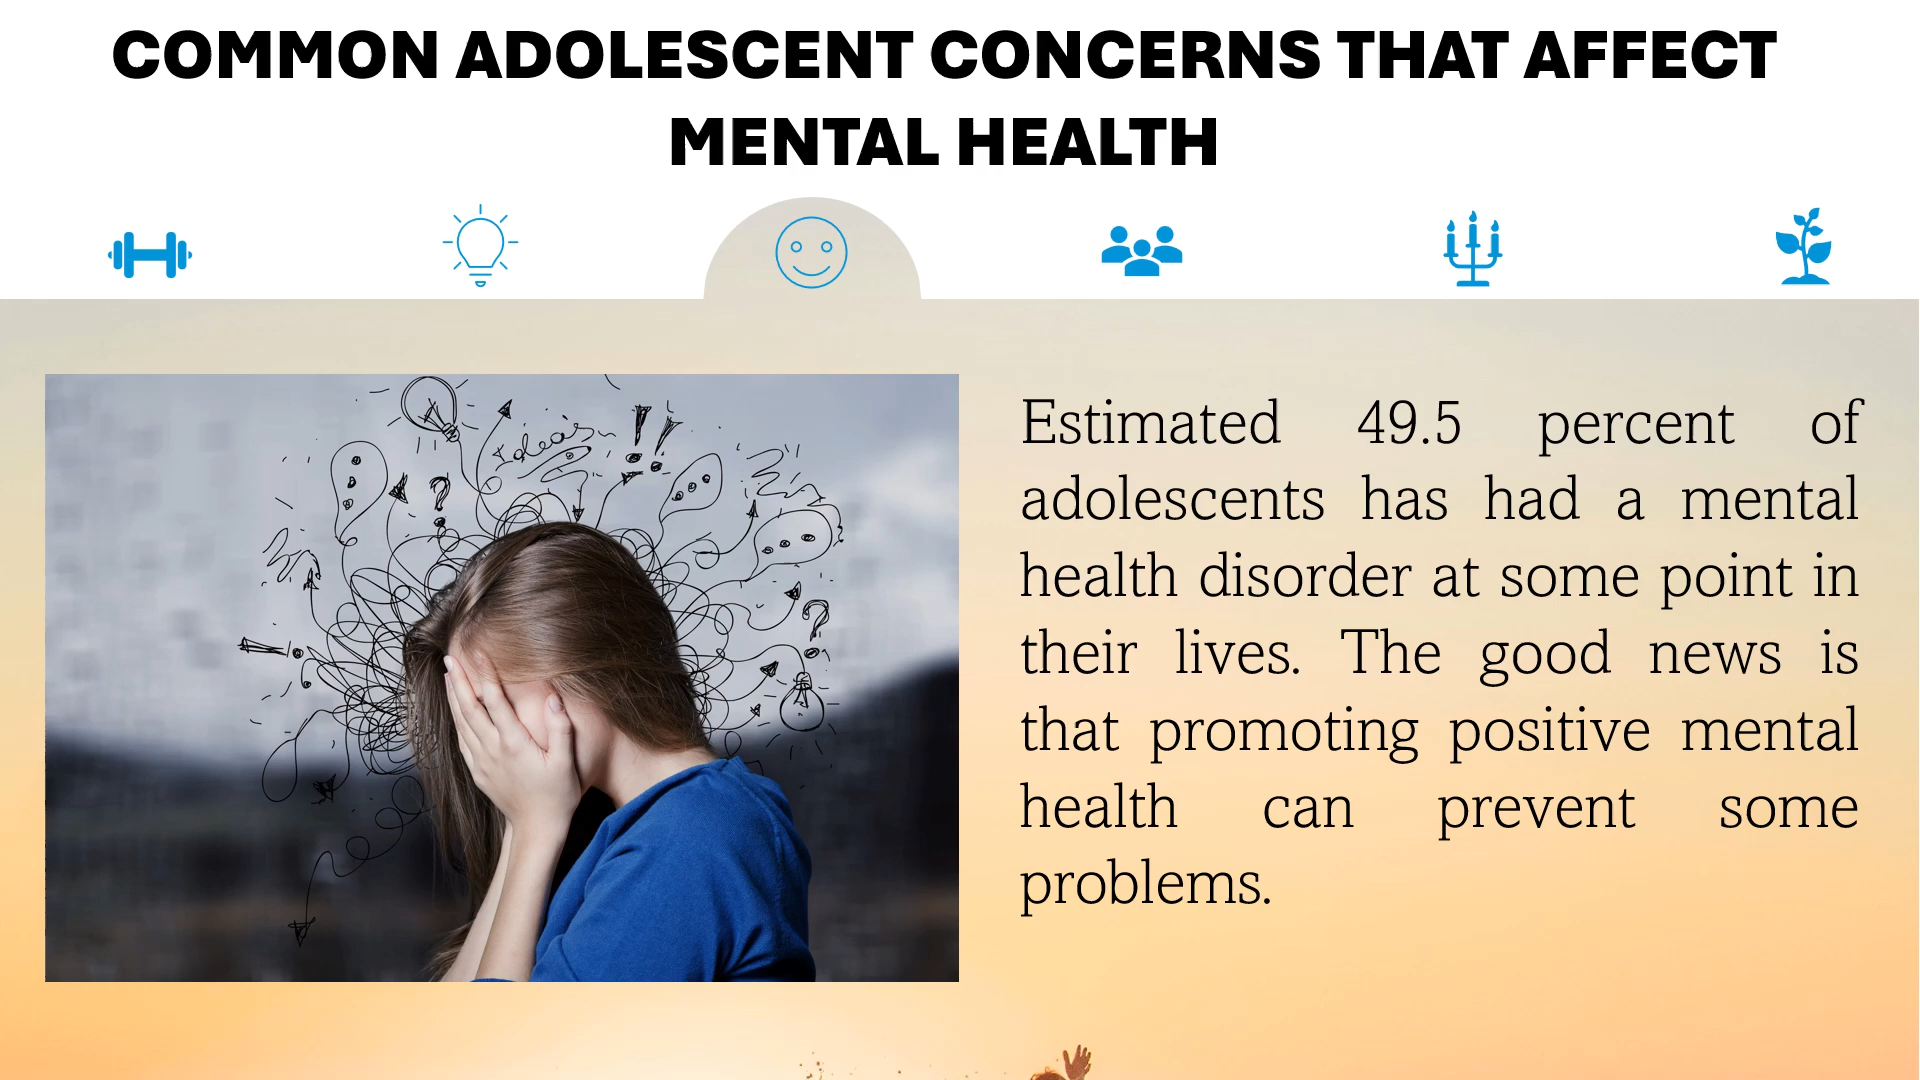 COMMON ADOLESCENT CONCERNS THAT AFFECT
MENTAL HEALTH
Ideas
Estimated 49.5 percent of
adolescents has had a mental
health disorder at some point in
their lives. The good news is
that promoting positive mental
health can prevent some
problems.